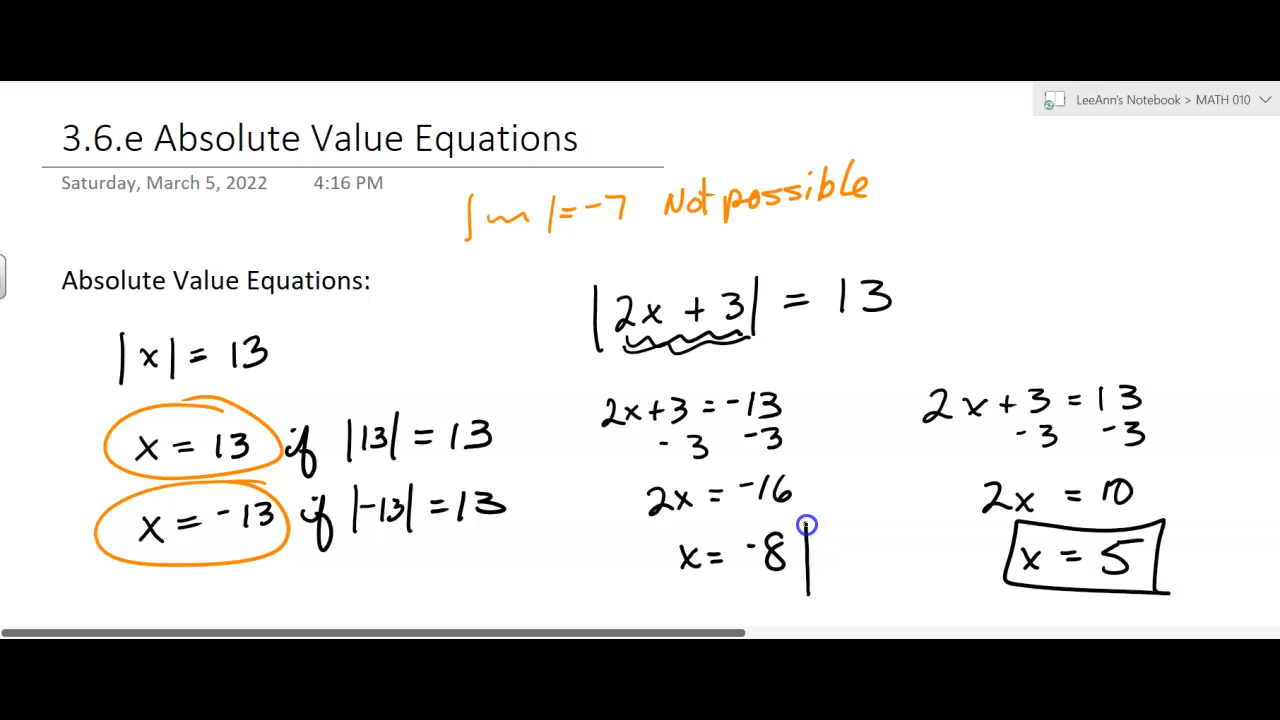 LeeAnn's Notebook > MATH 010
3.6.e Absolute Value Equations
Saturday, March 5, 2022 4:16 PM
|m|= -7 Not possible
Absolute Value Equations:
|x| = 13
x = 13 if |13| = 13
x = -13 if |-13| = 13
|2x + 3| = 13
2x+3 = -13
-3 -3
2x = -16
x = -8
2x+3 = 13
-3 -3
2x = 10
x = 5